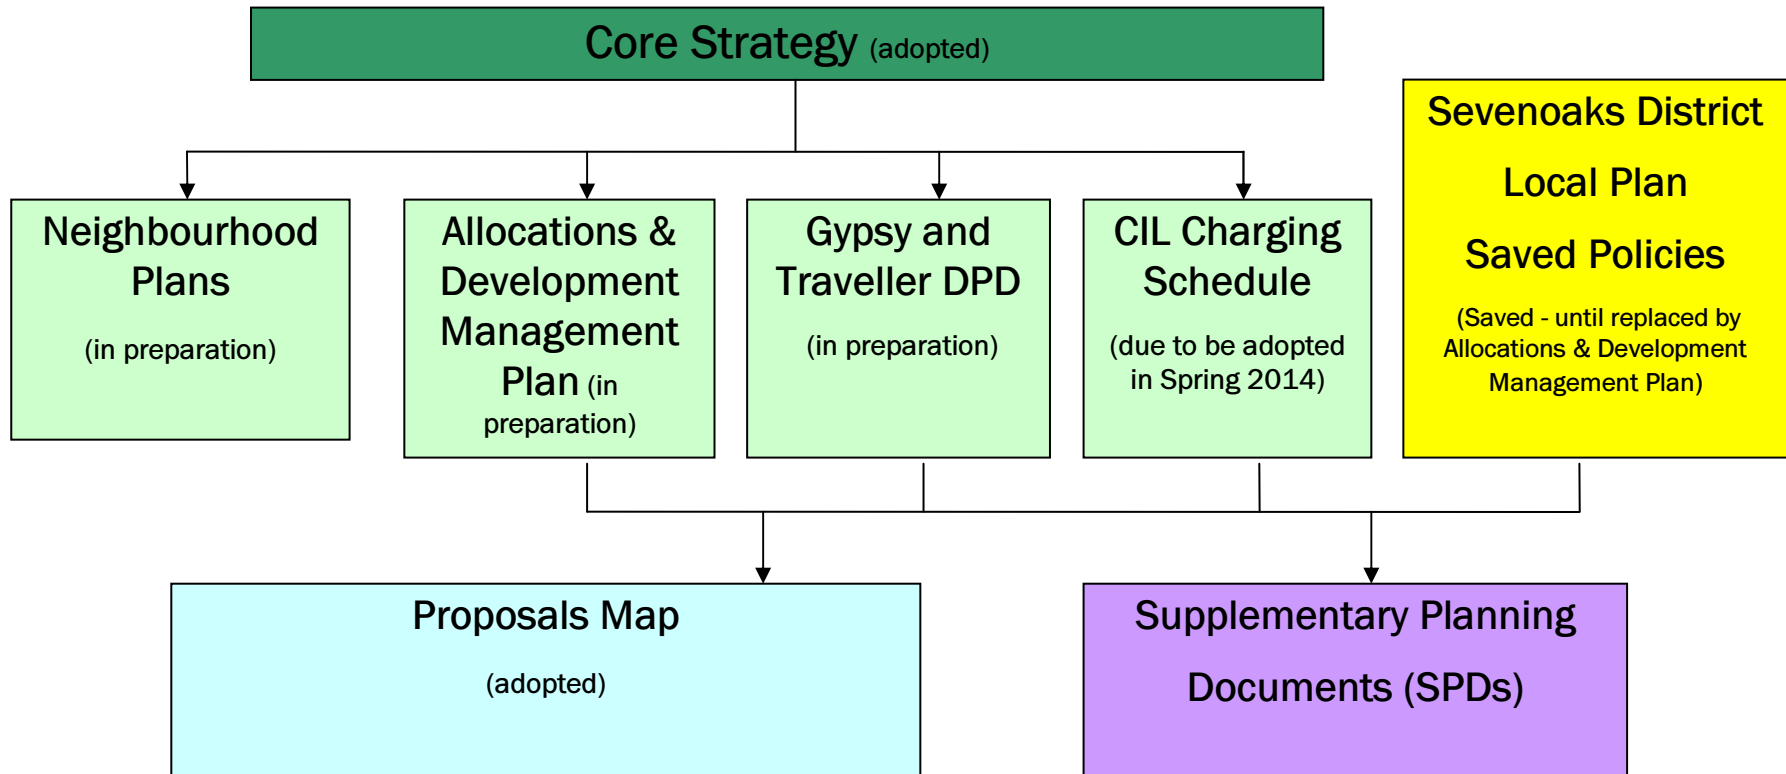 Core Strategy (adopted)
Neighbourhood
Plans
(in preparation)
Allocations &
Development
Management
Plan (in
preparation)
Gypsy and
Traveller DPD
(in preparation)
CIL Charging
Schedule
(due to be adopted
in Spring 2014)
Sevenoaks District
Local Plan
Saved Policies
(Saved - until replaced by
Allocations & Development
Management Plan)
Proposals Map
(adopted)
Supplementary Planning
Documents (SPDs)